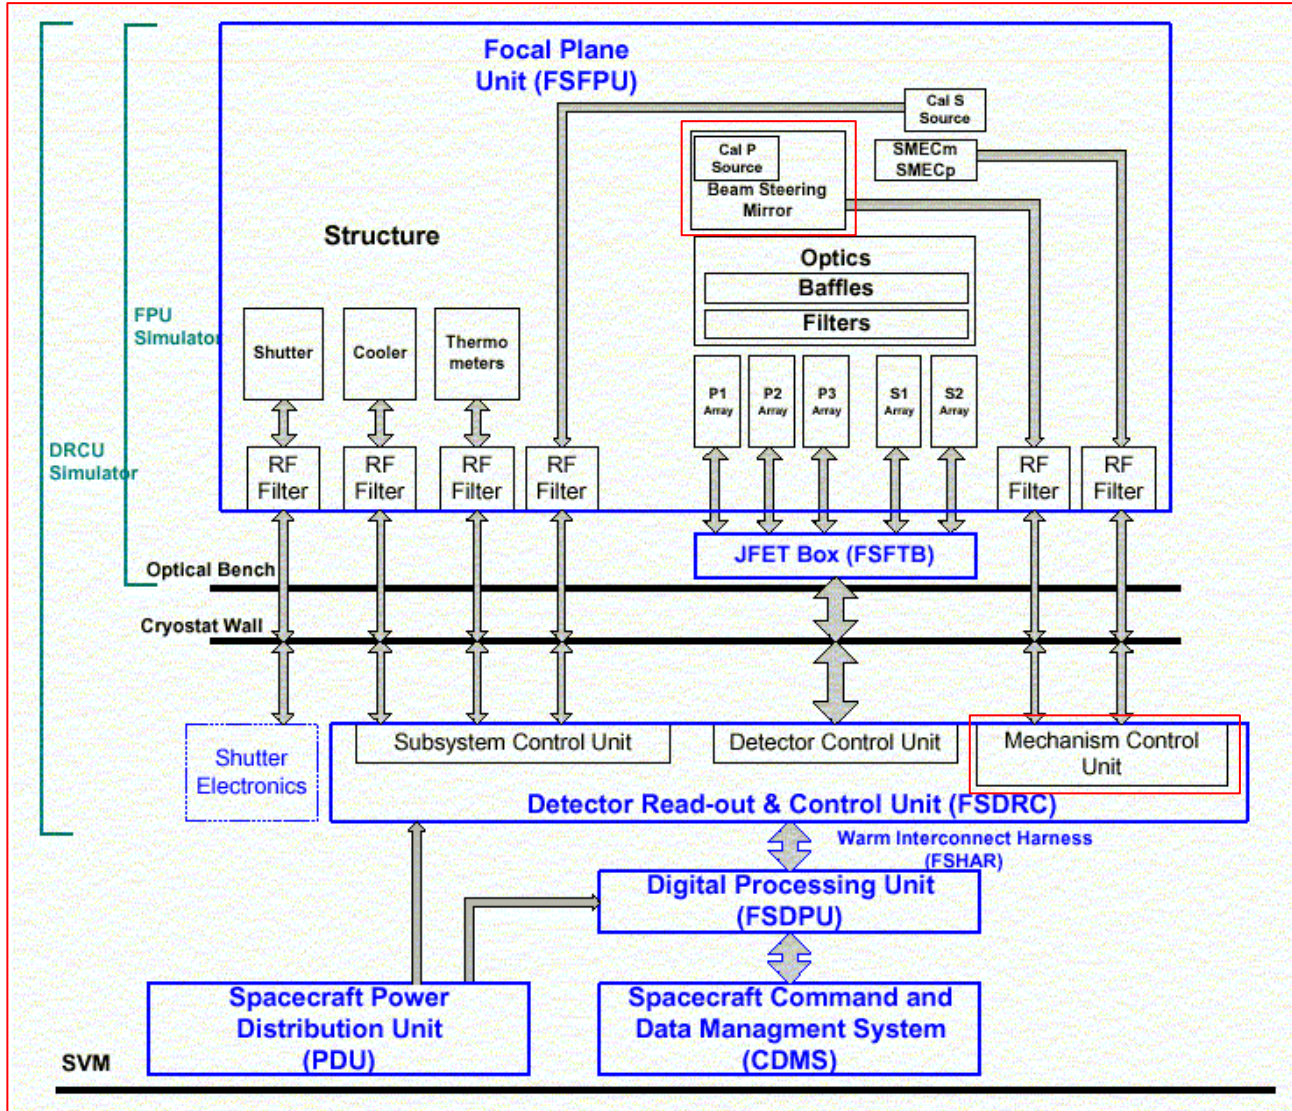 Focal Plane
Unit (FSFPU)
Cal S
Source
Cal P
Source
Beam Steering
Mirror
SMECm
SMECp
Structure
Optics
Baffles
Filters
FPU
Simulator
Shutter
Cooler
Thermo
meters
P1
Array
P2
Array
P3
Array
S1
Array
S2
Array
DRCU
Simulator
RF
Filter
RF
Filter
RF
Filter
RF
Filter
RF
Filter
RF
Filter
JFET Box (FSFTB)
Optical Bench
Cryostat Wall
Shutter
Electronics
Subsystem Control Unit
Detector Control Unit
Mechanism Control
Unit
Detector Read-out & Control Unit (FSDRC)
Warm Interconnect Harness
(FSHAR)
Digital Processing Unit
(FSDPU)
Spacecraft Power
Distribution Unit
(PDU)
Spacecraft Command and
Data Managment System
(CDMS)
SVM